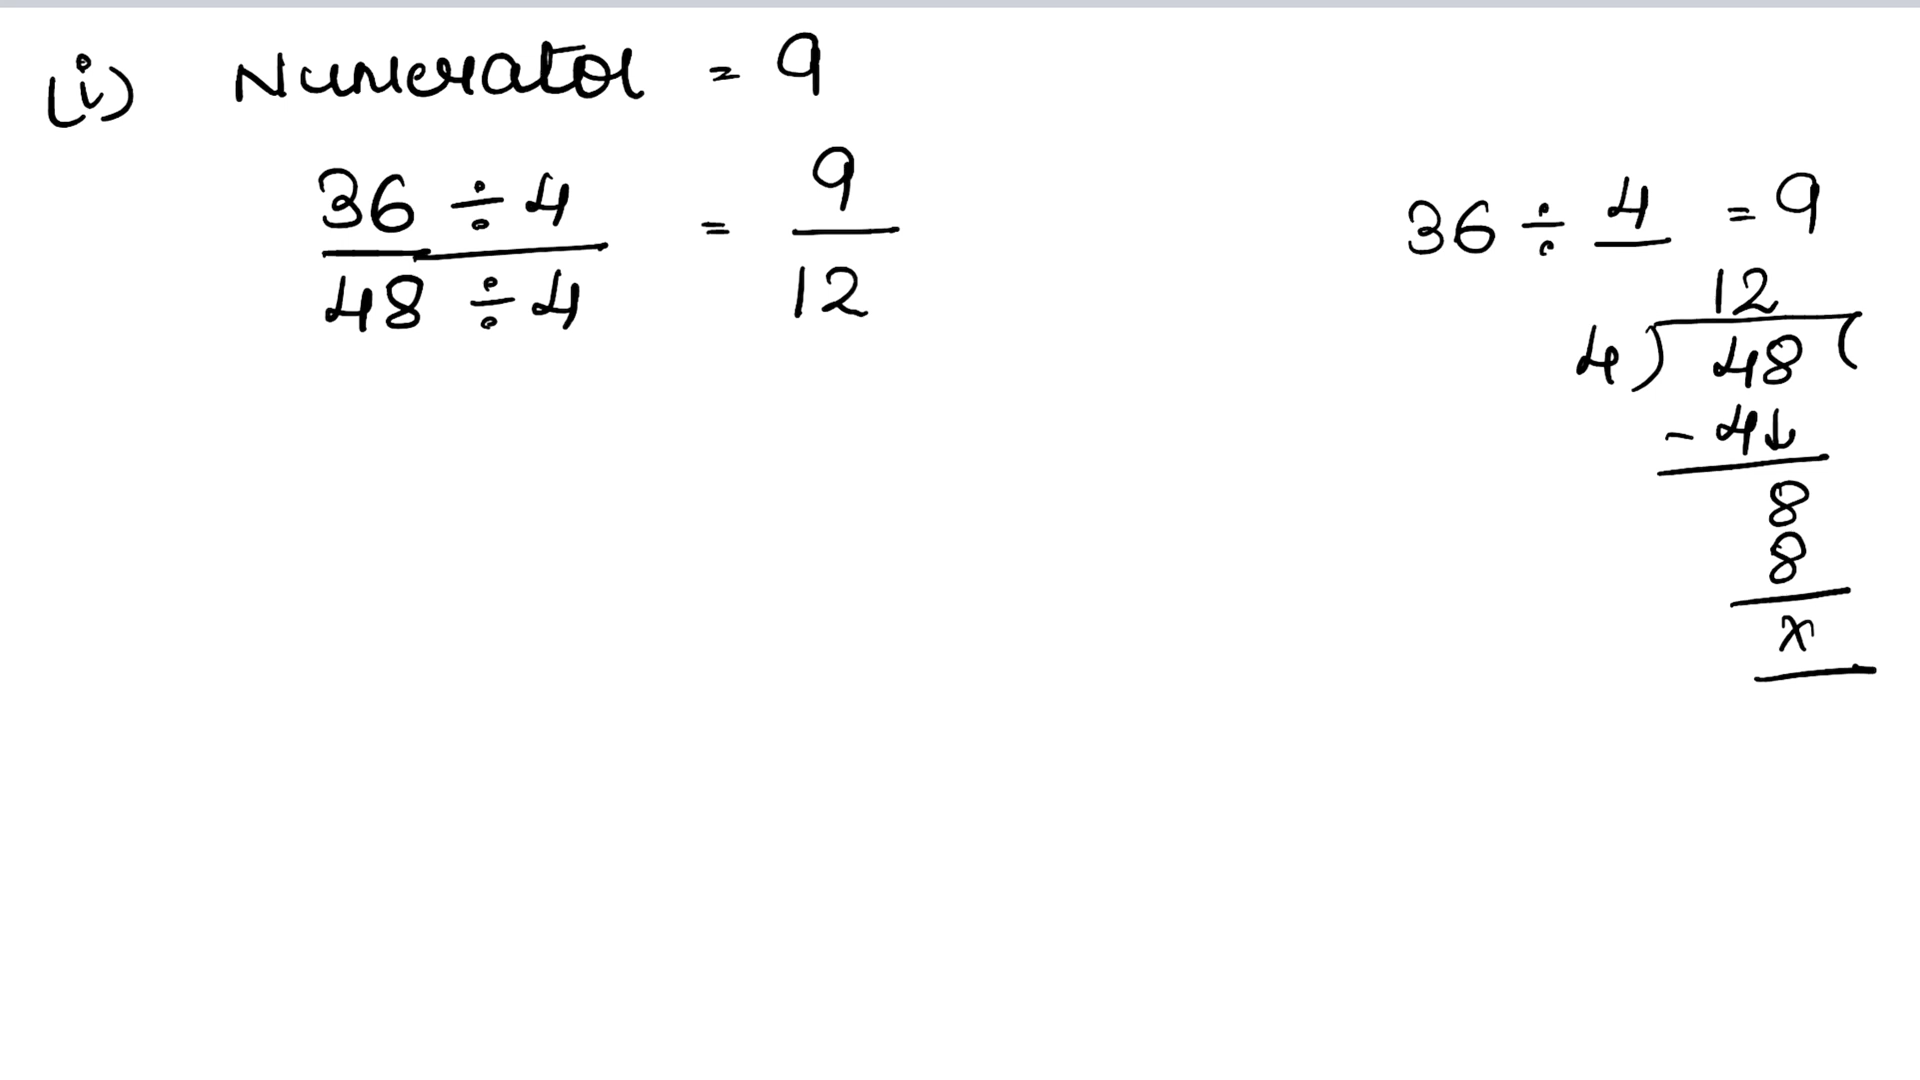 (i) Numerator = 9
36 ÷ 4 = 9
48 ÷ 4 12
36 ÷ 4 = 9
12
4) 48 (
- 4↓
8
8
x